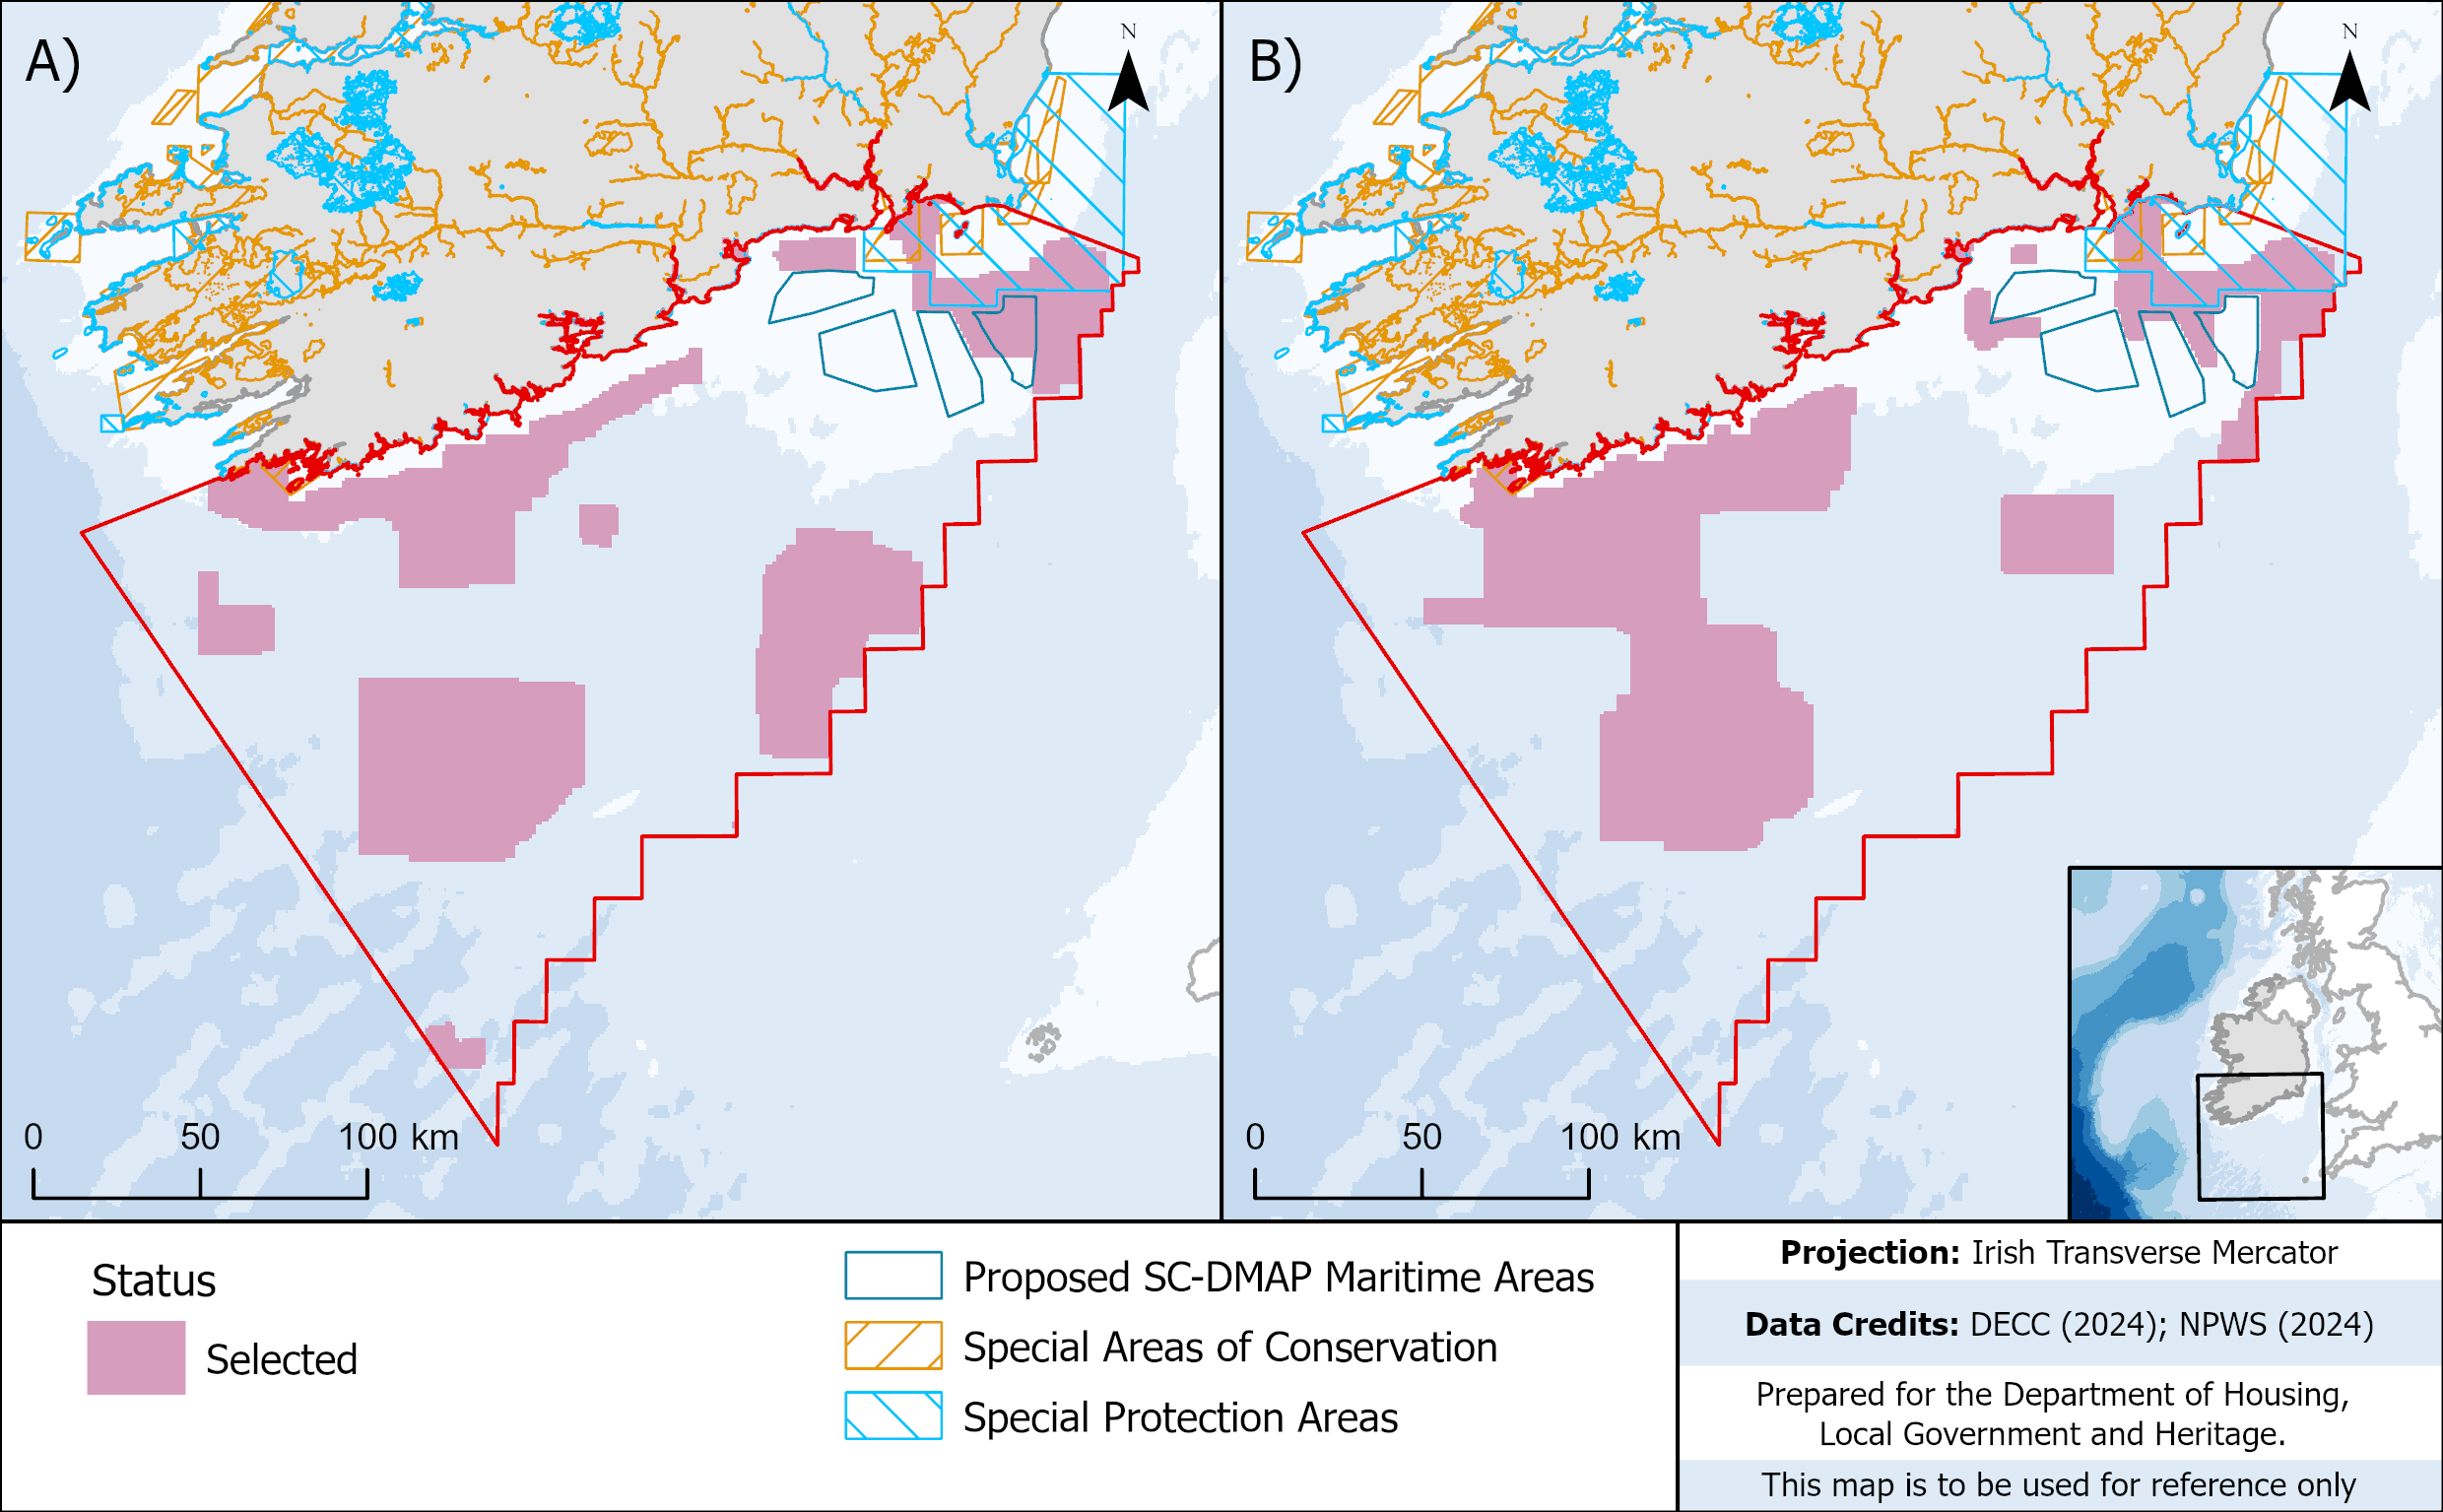 A)
N
B)
N
0 50 100 km
0 50 100 km
Status
Selected
Proposed SC-DMAP Maritime Areas
Special Areas of Conservation
Special Protection Areas
Projection: Irish Transverse Mercator
Data Credits: DECC (2024); NPWS (2024)
Prepared for the Department of Housing,
Local Government and Heritage.
This map is to be used for reference only